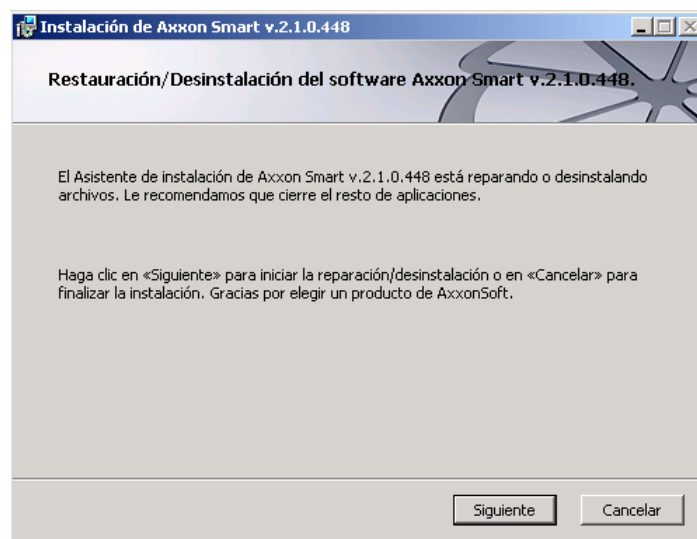 Instalación de Axxon Smart v.2.1.0.448
Restauración/Desinstalación del software Axxon Smart v.2.1.0.448.
El Asistente de instalación de Axxon Smart v.2.1.0.448 está reparando o desinstalando
archivos. Le recomendamos que cierre el resto de aplicaciones.
Haga clic en «Siguiente» para iniciar la reparación/desinstalación o en «Cancelar» para
finalizar la instalación. Gracias por elegir un producto de AxxonSoft.
Siguiente
Cancelar